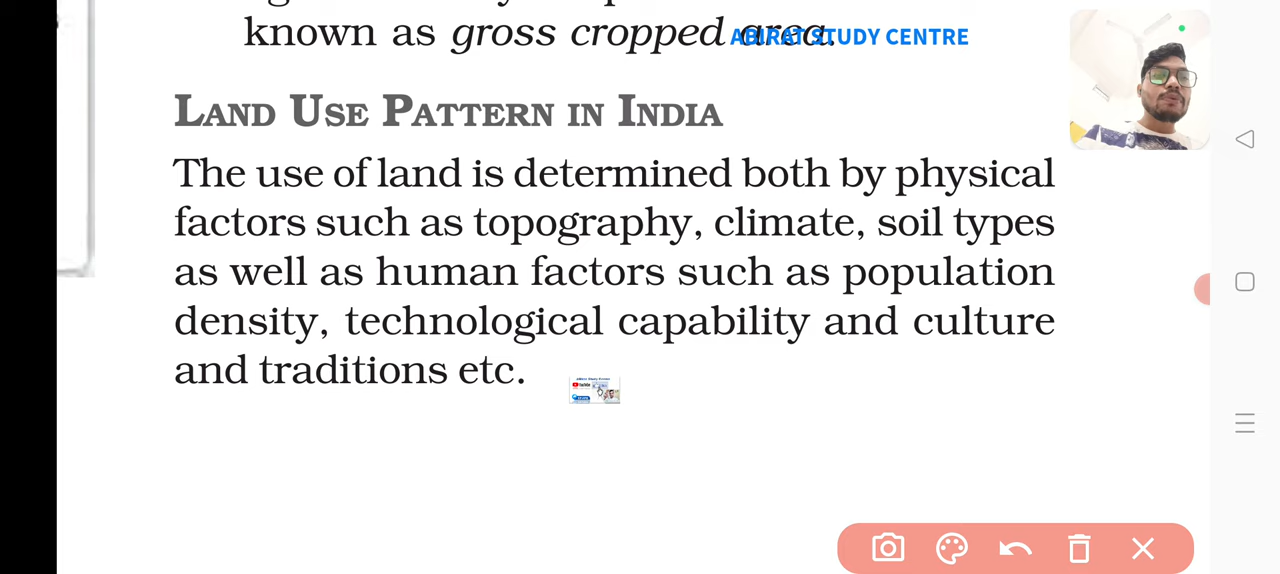 known as gross cropped area.
ABIRAT STUDY CENTRE
LAND USE PATTERN IN INDIA
The use of land is determined both by physical
factors such as topography, climate, soil types
as well as human factors such as population
density, technological capability and culture
and traditions etc.